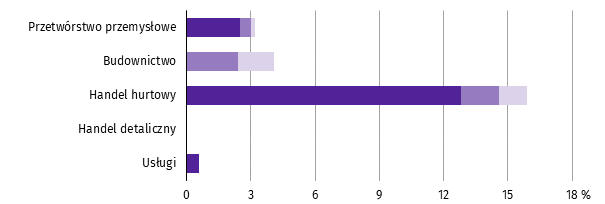 Przetwórstwo przemysłowe
Budownictwo
Handel hurtowy
Handel detaliczny
Usługi
0 3 6 9 12 15 18 %